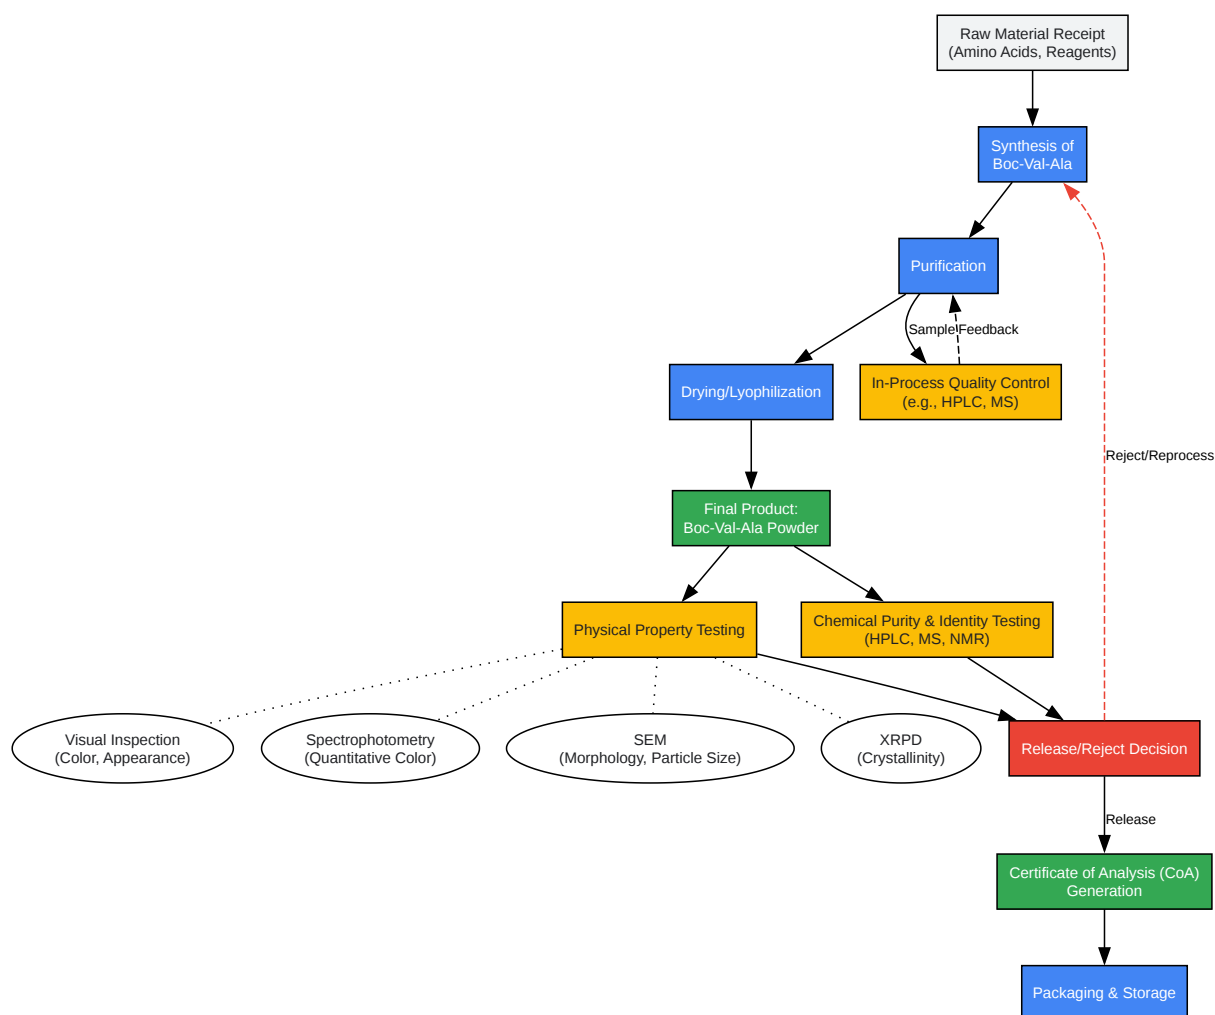 Raw Material Receipt
(Amino Acids, Reagents)
Synthesis of
Boc-Val-Ala
Purification
Sample
Feedback
Drying/Lyophilization
In-Process Quality Control
(e.g., HPLC, MS)
Reject/Reprocess
Final Product:
Boc-Val-Ala Powder
Physical Property Testing
Chemical Purity & Identity Testing
(HPLC, MS, NMR)
Visual Inspection
(Color, Appearance)
Spectrophotometry
(Quantitative Color)
SEM
(Morphology, Particle Size)
XRPD
(Crystallinity)
Release/Reject Decision
Release
Certificate of Analysis (CoA)
Generation
Packaging & Storage